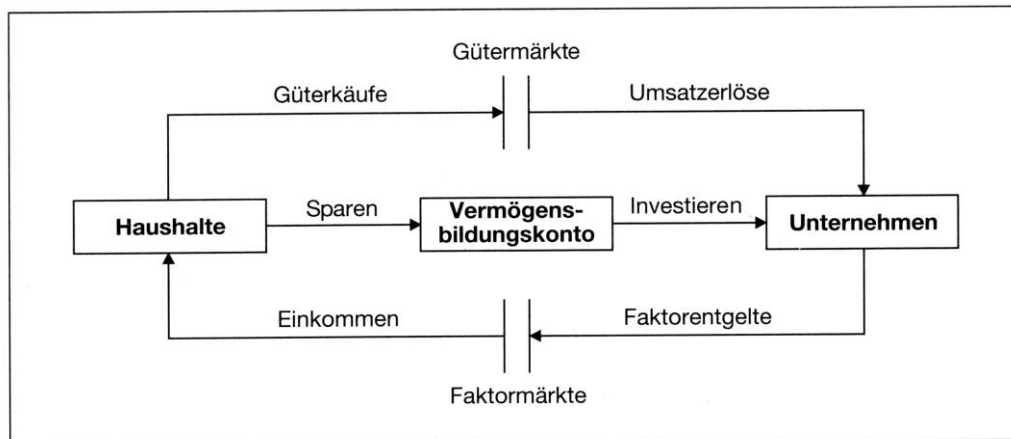 Gütermärkte
Güterkäufe
Umsatzerlöse
Haushalte
Sparen
Vermögens-
bildungskonto
Investieren
Unternehmen
Einkommen
Faktorentgelte
Faktormärkte